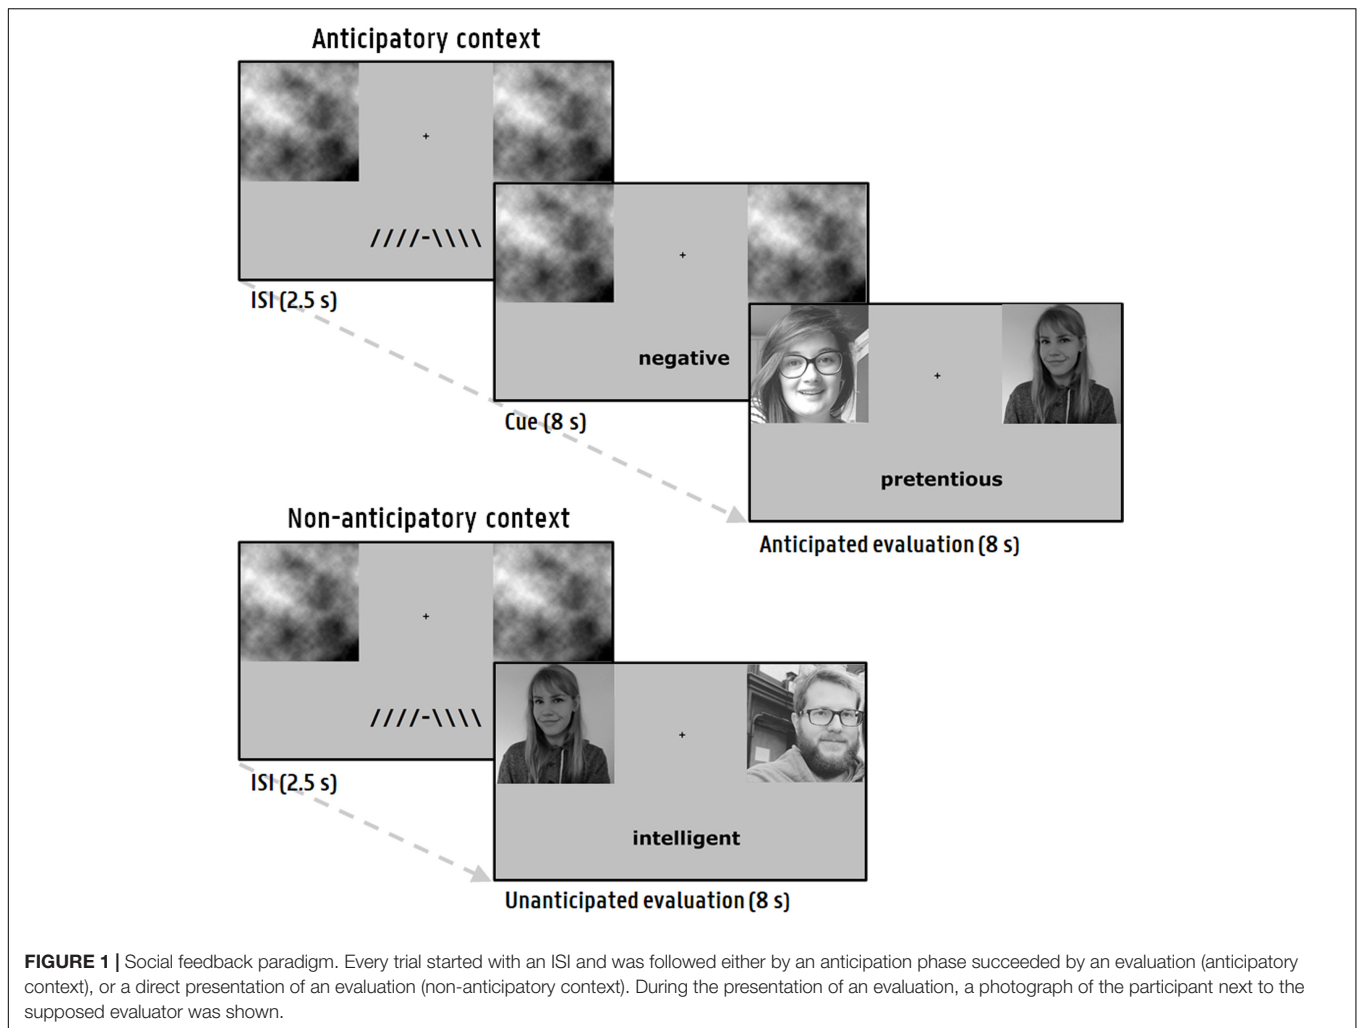 Anticipatory context
+
////-\\\\
ISI (2.5 s)
+
negative
Cue (8 s)
+
pretentious
Anticipated evaluation (8 s)
Non-anticipatory context
+
////-\\\\
ISI (2.5 s)
+
intelligent
Unanticipated evaluation (8 s)
FIGURE 1 | Social feedback paradigm. Every trial started with an ISI and was followed either by an anticipation phase succeeded by an evaluation (anticipatory
context), or a direct presentation of an evaluation (non-anticipatory context). During the presentation of an evaluation, a photograph of the participant next to the
supposed evaluator was shown.